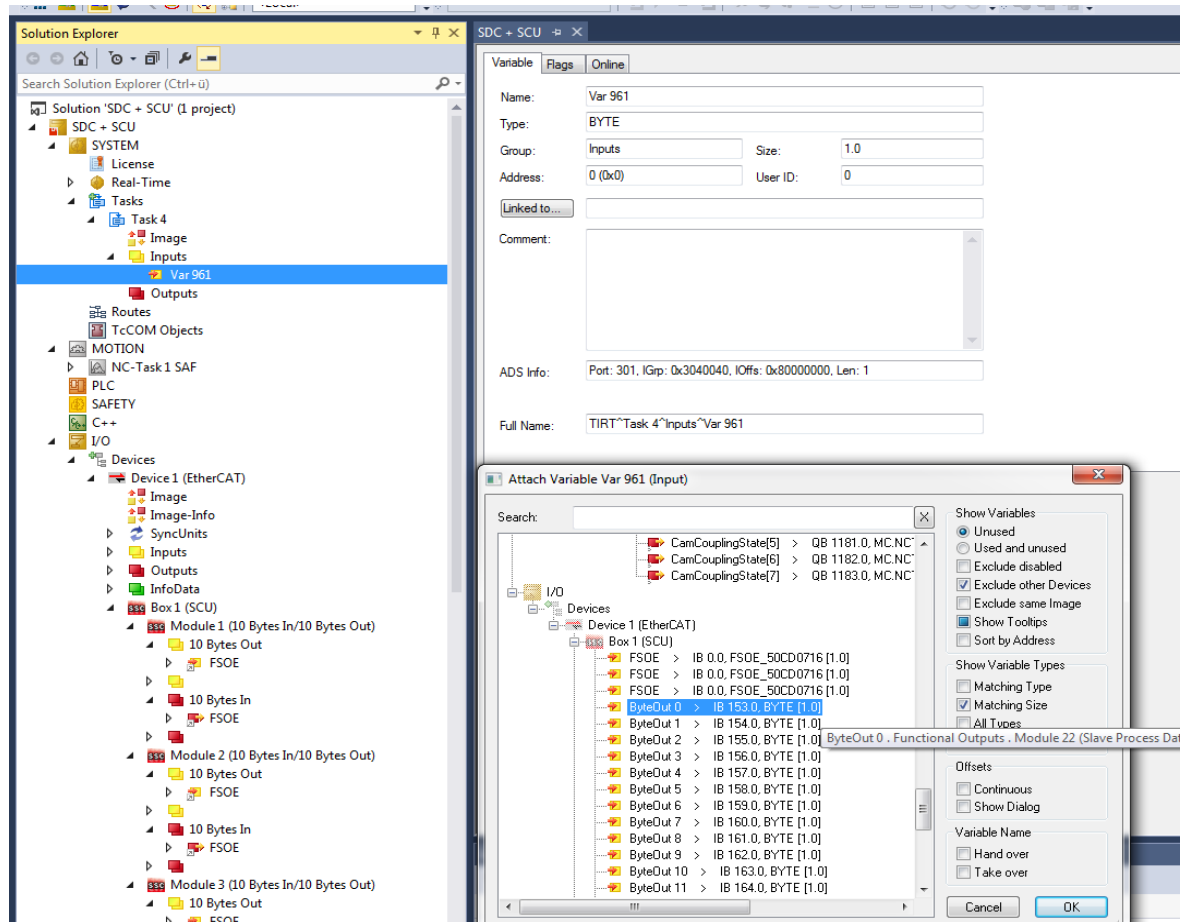 Solution Explorer
Search Solution Explorer (Ctrl+ü)
Solution 'SDC + SCU' (1 project)
SDC + SCU
SYSTEM
License
Real-Time
Tasks
Task 4
Image
Inputs
Var 961
Outputs
Routes
TcCOM Objects
MOTION
NC-Task 1 SAF
PLC
SAFETY
C++
I/O
Devices
Device 1 (EtherCAT)
Image
Image-Info
SyncUnits
Inputs
Outputs
InfoData
Box 1 (SCU)
Module 1 (10 Bytes In/10 Bytes Out)
10 Bytes Out
FSOE
10 Bytes In
FSOE
Module 2 (10 Bytes In/10 Bytes Out)
10 Bytes Out
FSOE
10 Bytes In
FSOE
Module 3 (10 Bytes In/10 Bytes Out)
10 Bytes Out
FSOE
SDC + SCU
Variable Flags Online
Name: Var 961
Type: BYTE
Group: Inputs Size: 1.0
Address: 0 (0x0) User ID: 0
Linked to...
Comment:
ADS Info: Port: 301, IGrp: 0x3040040, IOffs: 0x80000000, Len: 1
Full Name: TIRT^Task 4^Inputs^Var 961
Attach Variable Var 961 (Input)
Search:
CamCouplingState[5] > QB 1181.0, MC.NCT
CamCouplingState[6] > QB 1182.0, MC.NCT
CamCouplingState[7] > QB 1183.0, MC.NCT
I/O
Devices
Device 1 (EtherCAT)
Box 1 (SCU)
FSOE > IB 0.0, FSOE_50CD0716 [1.0]
FSOE > IB 0.0, FSOE_50CD0716 [1.0]
FSOE > IB 0.0, FSOE_50CD0716 [1.0]
ByteOut 0 > IB 153.0, BYTE [1.0]
ByteOut 1 > IB 154.0, BYTE [1.0]
ByteOut 2 > IB 155.0, BYTE [1.0]
ByteOut 3 > IB 156.0, BYTE [1.0]
ByteOut 4 > IB 157.0, BYTE [1.0]
ByteOut 5 > IB 158.0, BYTE [1.0]
ByteOut 6 > IB 159.0, BYTE [1.0]
ByteOut 7 > IB 160.0, BYTE [1.0]
ByteOut 8 > IB 161.0, BYTE [1.0]
ByteOut 9 > IB 162.0, BYTE [1.0]
ByteOut 10 > IB 163.0, BYTE [1.0]
ByteOut 11 > IB 164.0, BYTE [1.0]
Show Variables
Unused
Used and unused
Exclude disabled
Exclude other Devices
Exclude same Image
Show Tooltips
Sort by Address
Show Variable Types
Matching Type
Matching Size
All Types
ByteOut 0 . Functional Outputs . Module 22 (Slave Process Dat
Offsets
Continuous
Show Dialog
Variable Name
Hand over
Take over
Cancel OK